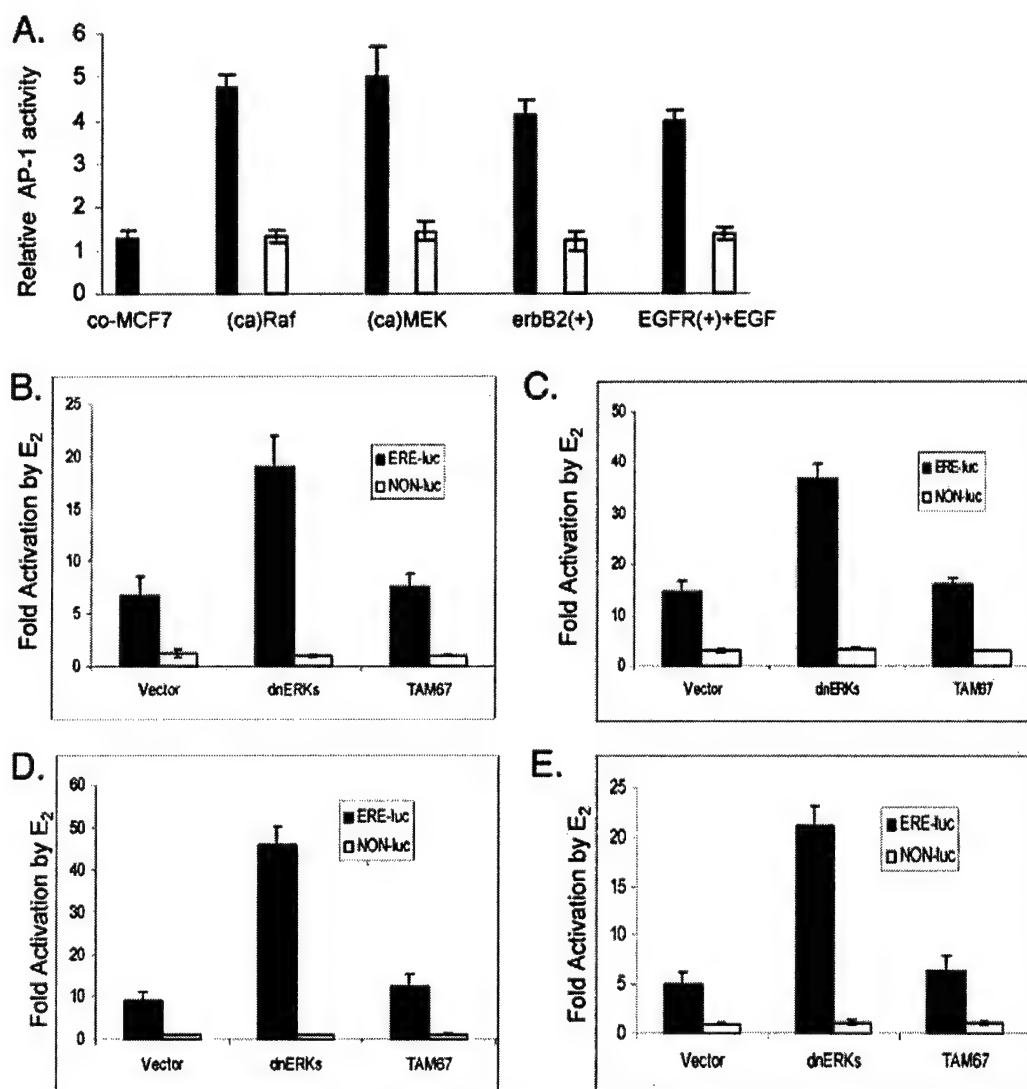 A.
Relative AP-1 activity
6
5
4
3
2
1
0
co-MCF7 (ca)Raf (ca)MEK erbB2(+) EGFR(+)+EGF
B.
Fold Activation by E2
25
20
15
10
5
0
ERE-luc
NON-luc
Vector dnERKs TAM67
C.
Fold Activation by E2
50
40
30
20
10
0
ERE-luc
NON-luc
Vector dnERKs TAM67
D.
Fold Activation by E2
60
50
40
30
20
10
0
ERE-luc
NON-luc
Vector dnERKs TAM67
E.
Fold Activation by E2
25
20
15
10
5
0
ERE-luc
NON-luc
Vector dnERKs TAM67